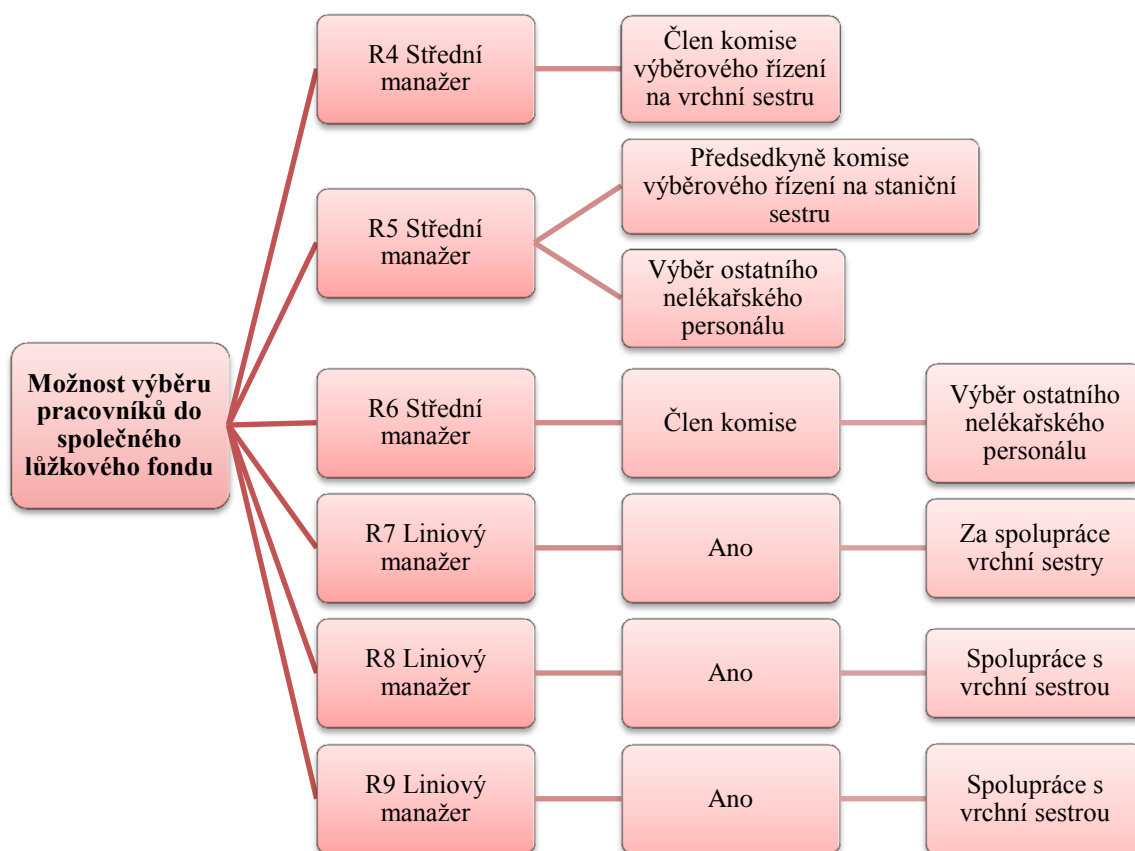 Možnost výběru
pracovníků do
společného
lůžkového fondu
R4 Střední
manažer
Člen komise
výběrového řízení
na vrchní sestru
R5 Střední
manažer
Předsedkyně komise
výběrového řízení na staniční
sestru
Výběr ostatního
nelékařského
personálu
R6 Střední
manažer
Člen komise
Výběr ostatního
nelékařského
personálu
R7 Liniový
manažer
Ano
Za spolupráce
vrchní sestry
R8 Liniový
manažer
Ano
Spolupráce s
vrchní sestrou
R9 Liniový
manažer
Ano
Spolupráce s
vrchní sestrou